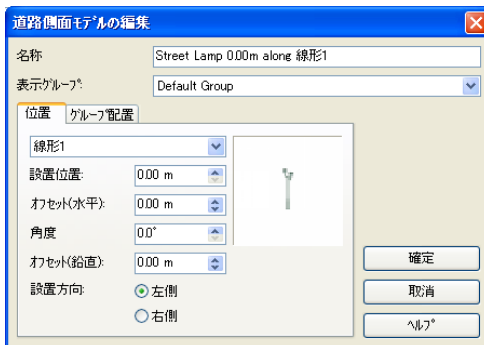 道路側面ﾓﾃﾞﾙの編集
名称 Street Lamp 0.00m along 線形1
表示ｸﾞﾙｰﾌﾟ: Default Group
位置 ｸﾞﾙｰﾌﾟ配置
線形1
設置位置: 0.00 m
ｵﾌｾｯﾄ(水平): 0.00 m
角度 0.0°
ｵﾌｾｯﾄ(鉛直): 0.00 m
設置方向: 左側
右側
確定
取消
ﾍﾙﾌﾟ